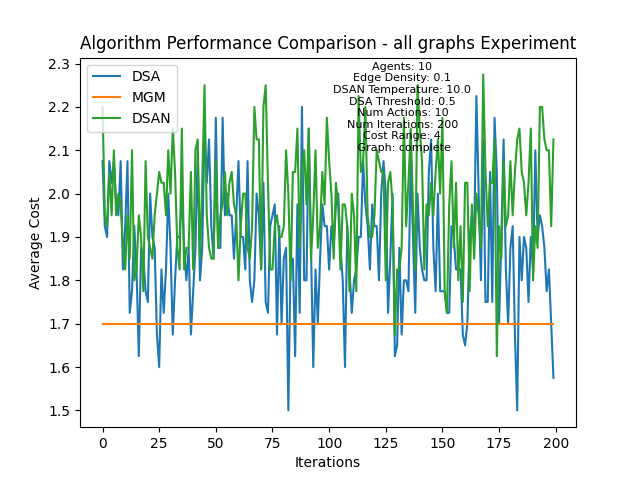 Algorithm Performance Comparison - all graphs Experiment
2.3
2.2
2.1
2.0
1.9
1.8
1.7
1.6
1.5
Average Cost
DSA
MGM
DSAN
Agents: 10
Edge Density: 0.1
DSAN Temperature: 10.0
DSA Threshold: 0.5
Num Actions: 10
Num Iterations: 200
Cost Range: 4
Graph: complete
0 25 50 75 100 125 150 175 200
Iterations